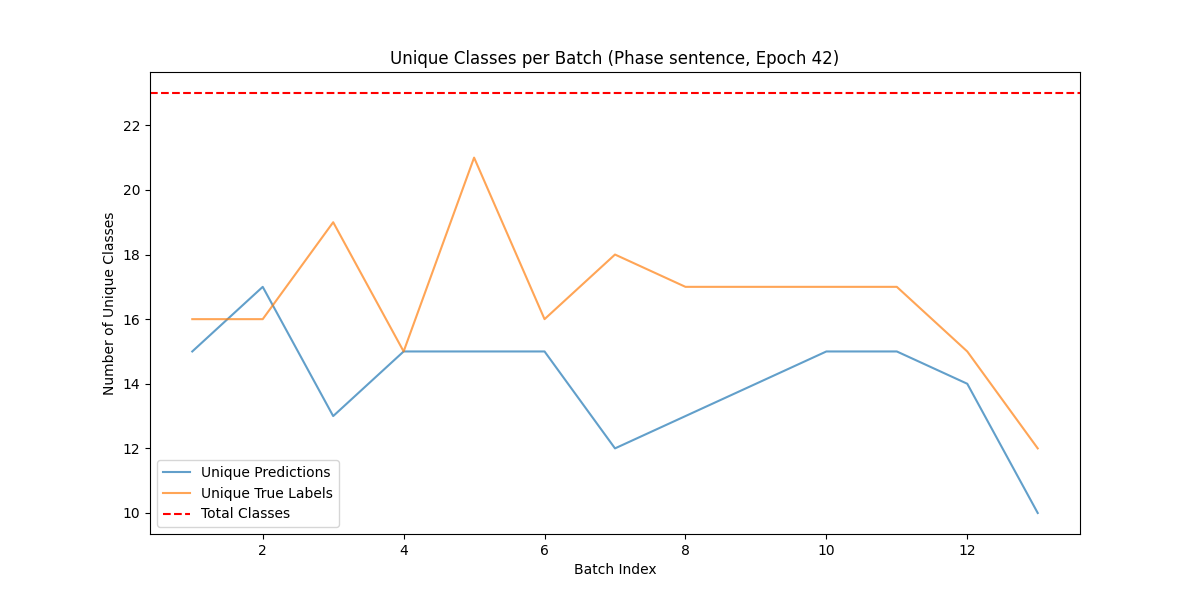 Unique Classes per Batch (Phase sentence, Epoch 42)
Number of Unique Classes
22
20
18
16
14
12
10
Unique Predictions
Unique True Labels
Total Classes
2
4
6
8
10
12
Batch Index